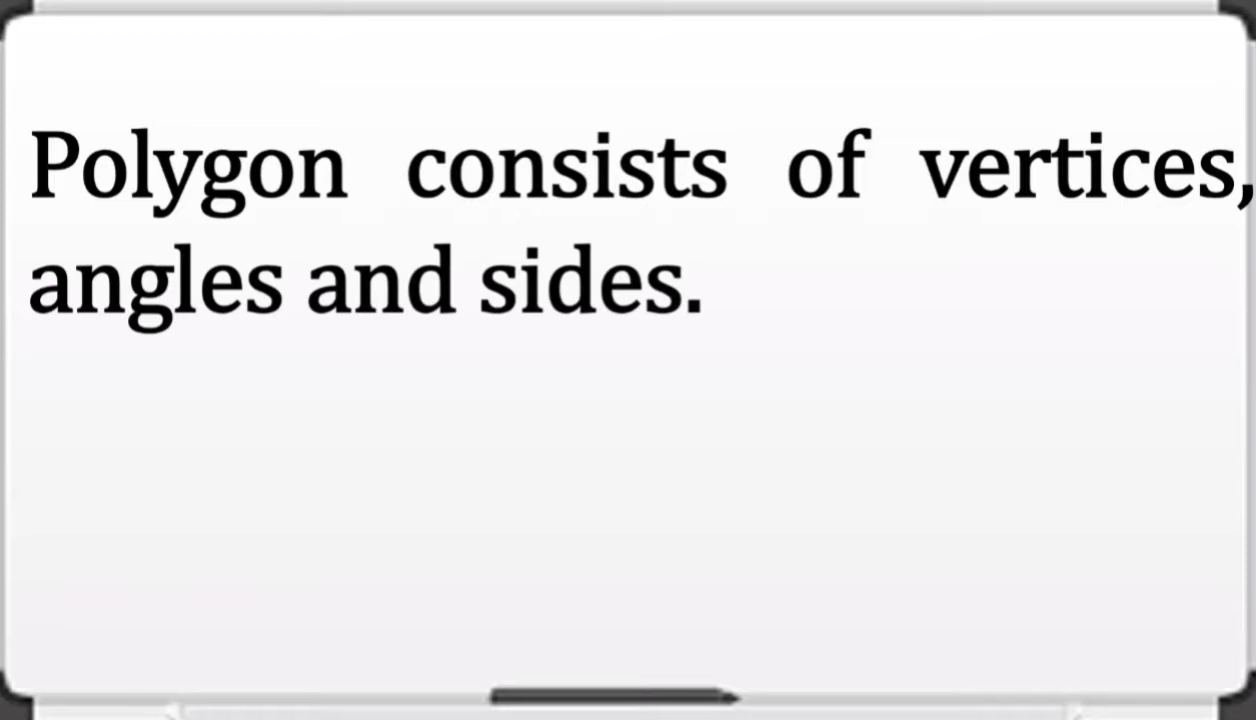 Polygon consists of vertices,
angles and sides.